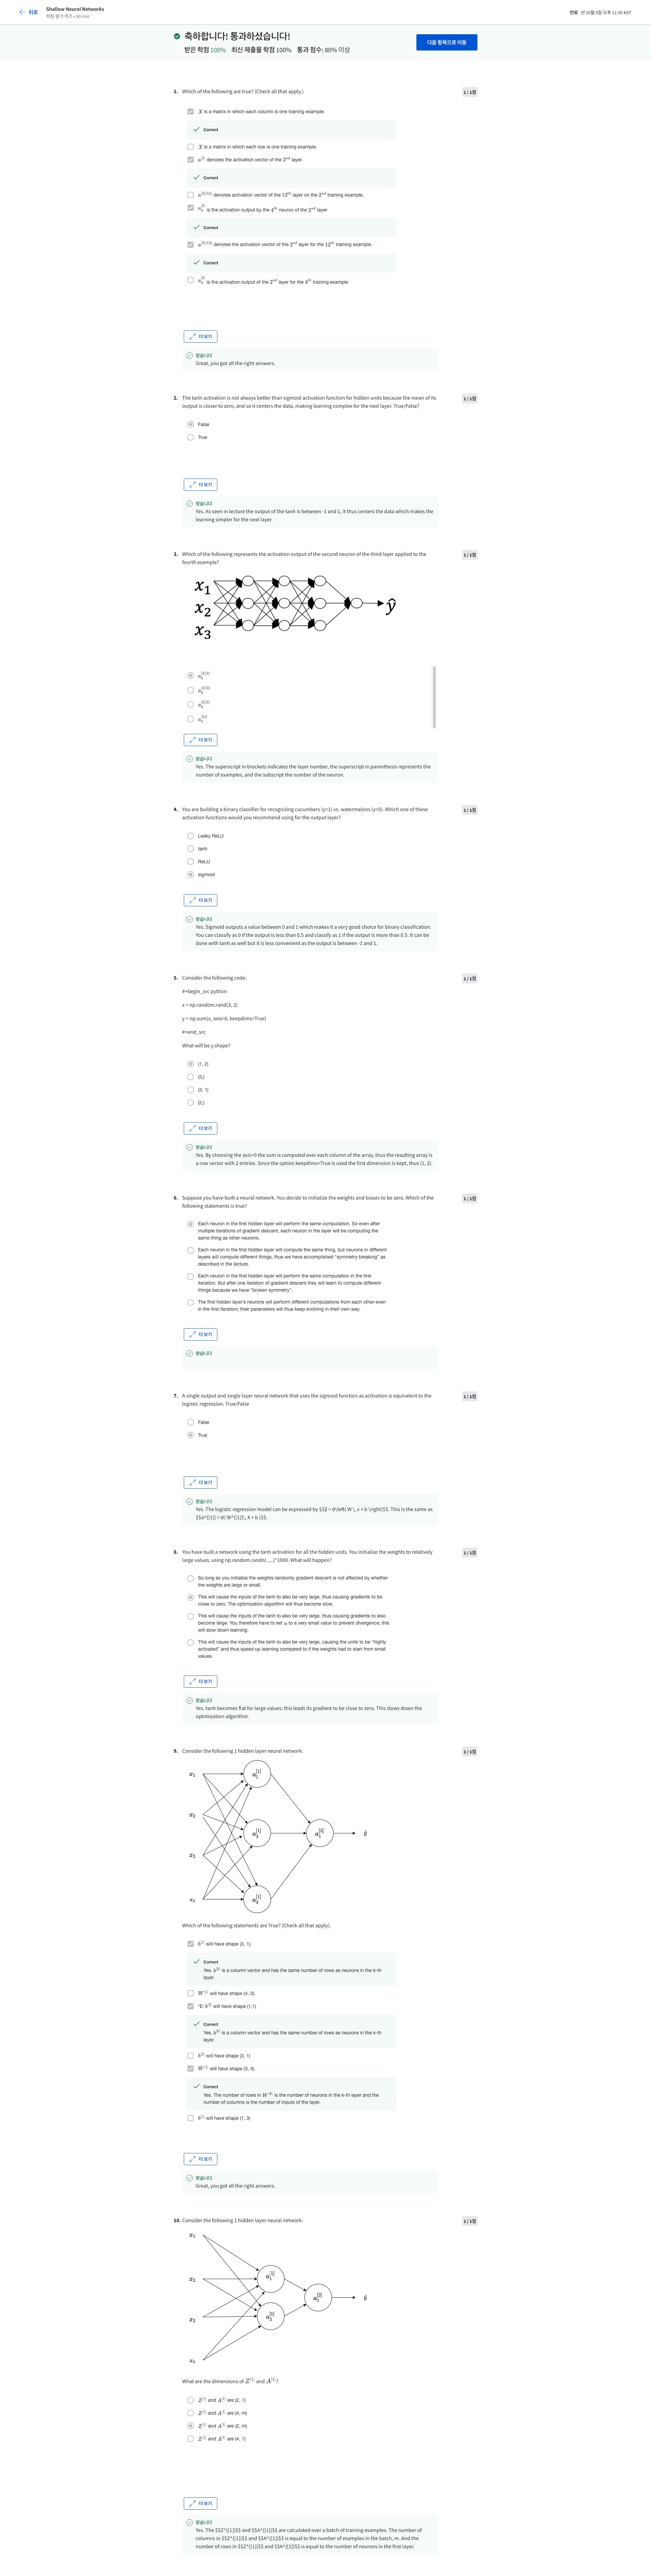 뒤로
Shallow Neural Networks
학점 평가 퀴즈 • 50 min
만료 년 10월 9일 오후 11:59 KST
축하합니다! 통과하셨습니다!
받은 학점 100% 최신 제출물 학점 100% 통과 점수: 80% 이상
다음 항목으로 이동
1. Which of the following are true? (Check all that apply.)
1 / 1점
X is a matrix in which each column is one training example.
Correct
X is a matrix in which each row is one training example.
a^[2] denotes the activation vector of the 2^nd layer.
Correct
a^[2](12) denotes activation vector of the 12^th layer on the 2^nd training example.
a_4^[2] is the activation output by the 4^th neuron of the 2^nd layer
Correct
a^[2](12) denotes the activation vector of the 2^nd layer for the 12^th training example.
Correct
a_4^[2] is the activation output of the 2^nd layer for the 4^th training example
더 보기
맞습니다
Great, you got all the right answers.
2. The tanh activation is not always better than sigmoid activation function for hidden units because the mean of its
output is closer to zero, and so it centers the data, making learning complex for the next layer. True/False?
1 / 1점
False
True
더 보기
맞습니다
Yes. As seen in lecture the output of the tanh is between -1 and 1, it thus centers the data which makes the
learning simpler for the next layer.
3. Which of the following represents the activation output of the second neuron of the third layer applied to the
fourth example?
1 / 1점
x1
x2
x3
ŷ
더 보기
맞습니다
Yes. The superscript in brackets indicates the layer number, the superscript in parenthesis represents the
number of examples, and the subscript the number of the neuron.
4. You are building a binary classifier for recognizing cucumbers (y=1) vs. watermelons (y=0). Which one of these
activation functions would you recommend using for the output layer?
1 / 1점
Leaky ReLU
tanh
ReLU
sigmoid
더 보기
맞습니다
Yes. Sigmoid outputs a value between 0 and 1 which makes it a very good choice for binary classification.
You can classify as 0 if the output is less than 0.5 and classify as 1 if the output is more than 0.5. It can be
done with tanh as well but it is less convenient as the output is between -1 and 1.
5. Consider the following code:
1 / 1점
#+begin_src python
x = np.random.rand(3, 2)
y = np.sum(x, axis=0, keepdims=True)
#+end_src
What will be y shape?
(1, 2)
(3,)
(3, 1)
(2,)
더 보기
맞습니다
Yes. By choosing the axis=0 the sum is computed over each column of the array, thus the resulting array is
a row vector with 2 entries. Since the option keepdims=True is used the first dimension is kept, thus (1, 2).
6. Suppose you have built a neural network. You decide to initialize the weights and biases to be zero. Which of the
following statements is true?
1 / 1점
Each neuron in the first hidden layer will perform the same computation. So even after
multiple iterations of gradient descent, each neuron in the layer will be computing the
same thing as other neurons.
Each neuron in the first hidden layer will compute the same thing, but neurons in different
layers will compute different things, thus we have accomplished "symmetry breaking" as
described in the lecture.
Each neuron in the first hidden layer will perform the same computation in the first
iteration. But after one iteration of gradient descent they will learn to compute different
things because we have "broken symmetry".
The first hidden layer's neurons will perform different computations from each other even
in the first iteration; their parameters will thus keep evolving in their own way.
더 보기
맞습니다
7. A single output and single layer neural network that uses the sigmoid function as activation is equivalent to the
logistic regression. True/False
1 / 1점
False
True
더 보기
맞습니다
Yes. The logistic regression model can be expressed by $$ŷ = σ\left( W \, x + b \right)$$. This is the same as
$$a^{[1]} = σ( W^{[1]}\, X + b )$$.
8. You have built a network using the tanh activation for all the hidden units. You initialize the weights to relatively
large values, using np.random.randn(..,..)*1000. What will happen?
1 / 1점
So long as you initialize the weights randomly gradient descent is not affected by whether
the weights are large or small.
This will cause the inputs of the tanh to also be very large, thus causing gradients to be
close to zero. The optimization algorithm will thus become slow.
This will cause the inputs of the tanh to also be very large, thus causing gradients to also
become large. You therefore have to set α to a very small value to prevent divergence; this
will slow down learning.
This will cause the inputs of the tanh to also be very large, causing the units to be "highly
activated" and thus speed up learning compared to if the weights had to start from small
values.
더 보기
맞습니다
Yes. tanh becomes flat for large values; this leads its gradient to be close to zero. This slows down the
optimization algorithm.
9. Consider the following 1 hidden layer neural network:
1 / 1점
x1
x2
x3
x4
a_1^[1]
a_2^[1]
a_3^[1]
a_1^[2]
ŷ
Which of the following statements are True? (Check all that apply).
b^[1] will have shape (3, 1).
Correct
Yes. b^[k] is a column vector and has the same number of rows as neurons in the k-th
layer.
W^[1] will have shape (4, 3).
b^[2] will have shape (1,1)
Correct
Yes. b^[k] is a column vector and has the same number of rows as neurons in the k-th
layer.
b^[2] will have shape (3, 1)
W^[1] will have shape (3, 4).
Correct
Yes. The number of rows in W^[k] is the number of neurons in the k-th layer and the
number of columns is the number of inputs of the layer.
b^[1] will have shape (1, 3)
더 보기
맞습니다
Great, you got all the right answers.
10. Consider the following 1 hidden layer neural network:
1 / 1점
x1
x2
x3
x4
a_1^[1]
a_2^[1]
a_1^[2]
ŷ
What are the dimensions of Z^[1] and A^[1]?
Z^[1] and A^[1] are (2, 1)
Z^[1] and A^[1] are (4, m)
Z^[1] and A^[1] are (2, m)
Z^[1] and A^[1] are (4, 1)
더 보기
맞습니다
Yes. The $$Z^{[1]}$$ and $$A^{[1]}$$ are calculated over a batch of training examples. The number of
columns in $$Z^{[1]}$$ and $$A^{[1]}$$ is equal to the number of examples in the batch, m. And the
number of rows in $$Z^{[1]}$$ and $$A^{[1]}$$ is equal to the number of neurons in the first layer.